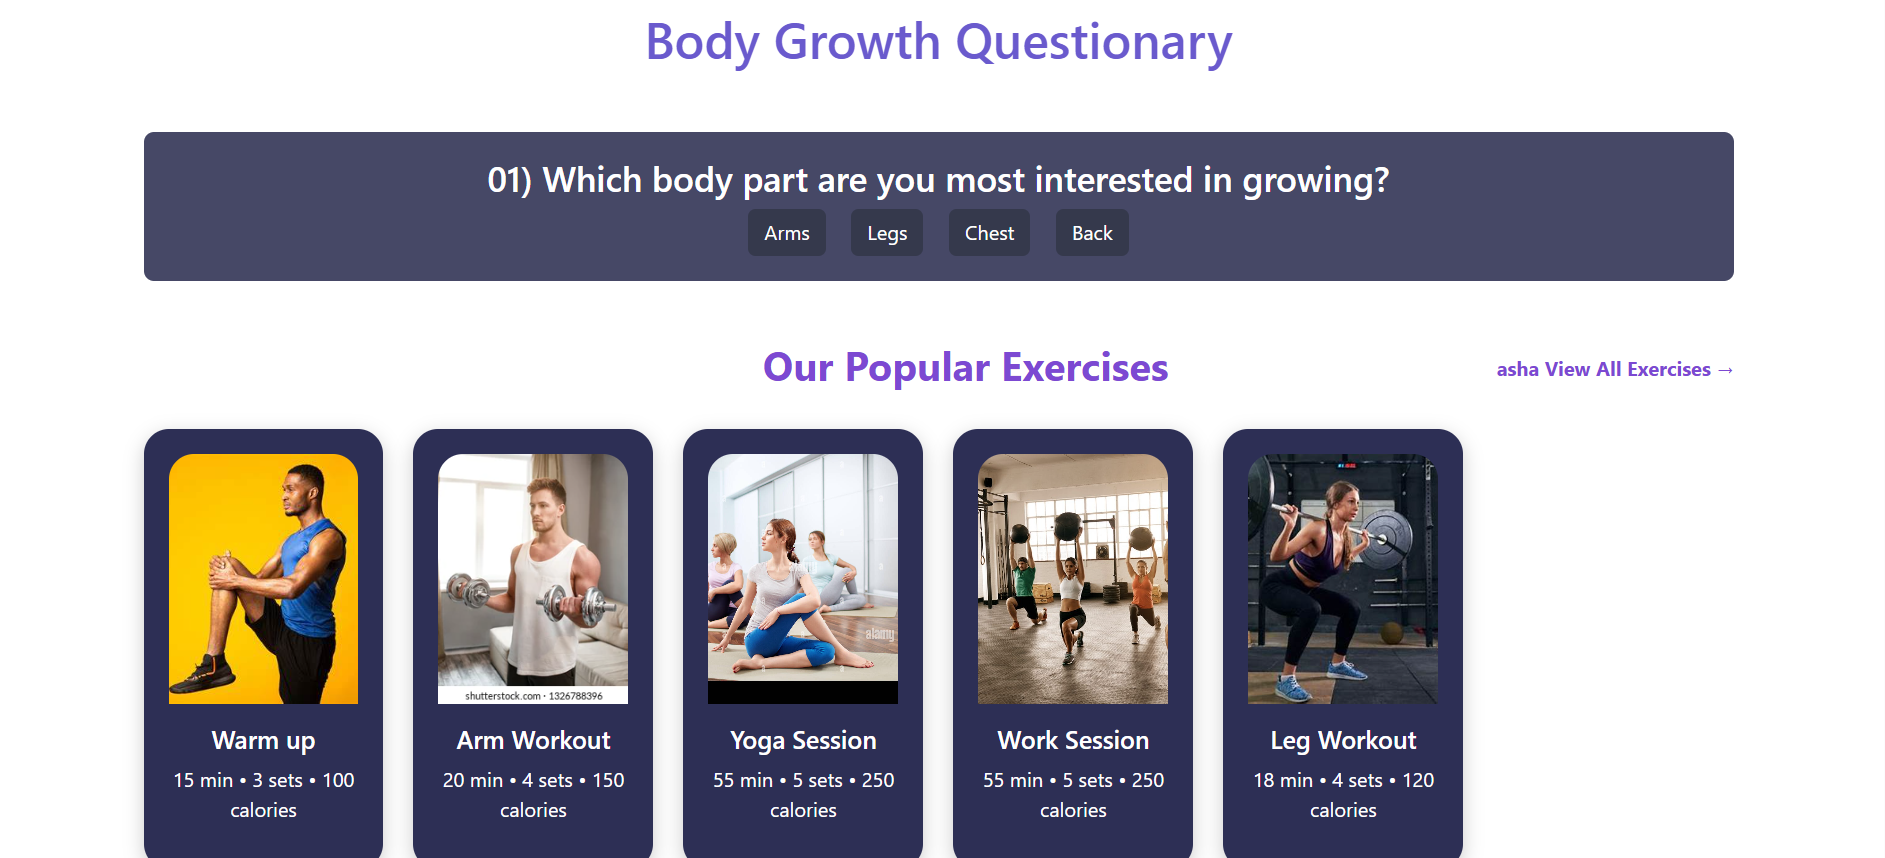 Body Growth Questionary
01) Which body part are you most interested in growing?
Arms Legs Chest Back
Our Popular Exercises
asha View All Exercises →
alamy
shutterstock.com · 1326788396
Warm up
15 min • 3 sets • 100
calories
Arm Workout
20 min • 4 sets • 150
calories
Yoga Session
55 min • 5 sets • 250
calories
Work Session
55 min • 5 sets • 250
calories
Leg Workout
18 min • 4 sets • 120
calories